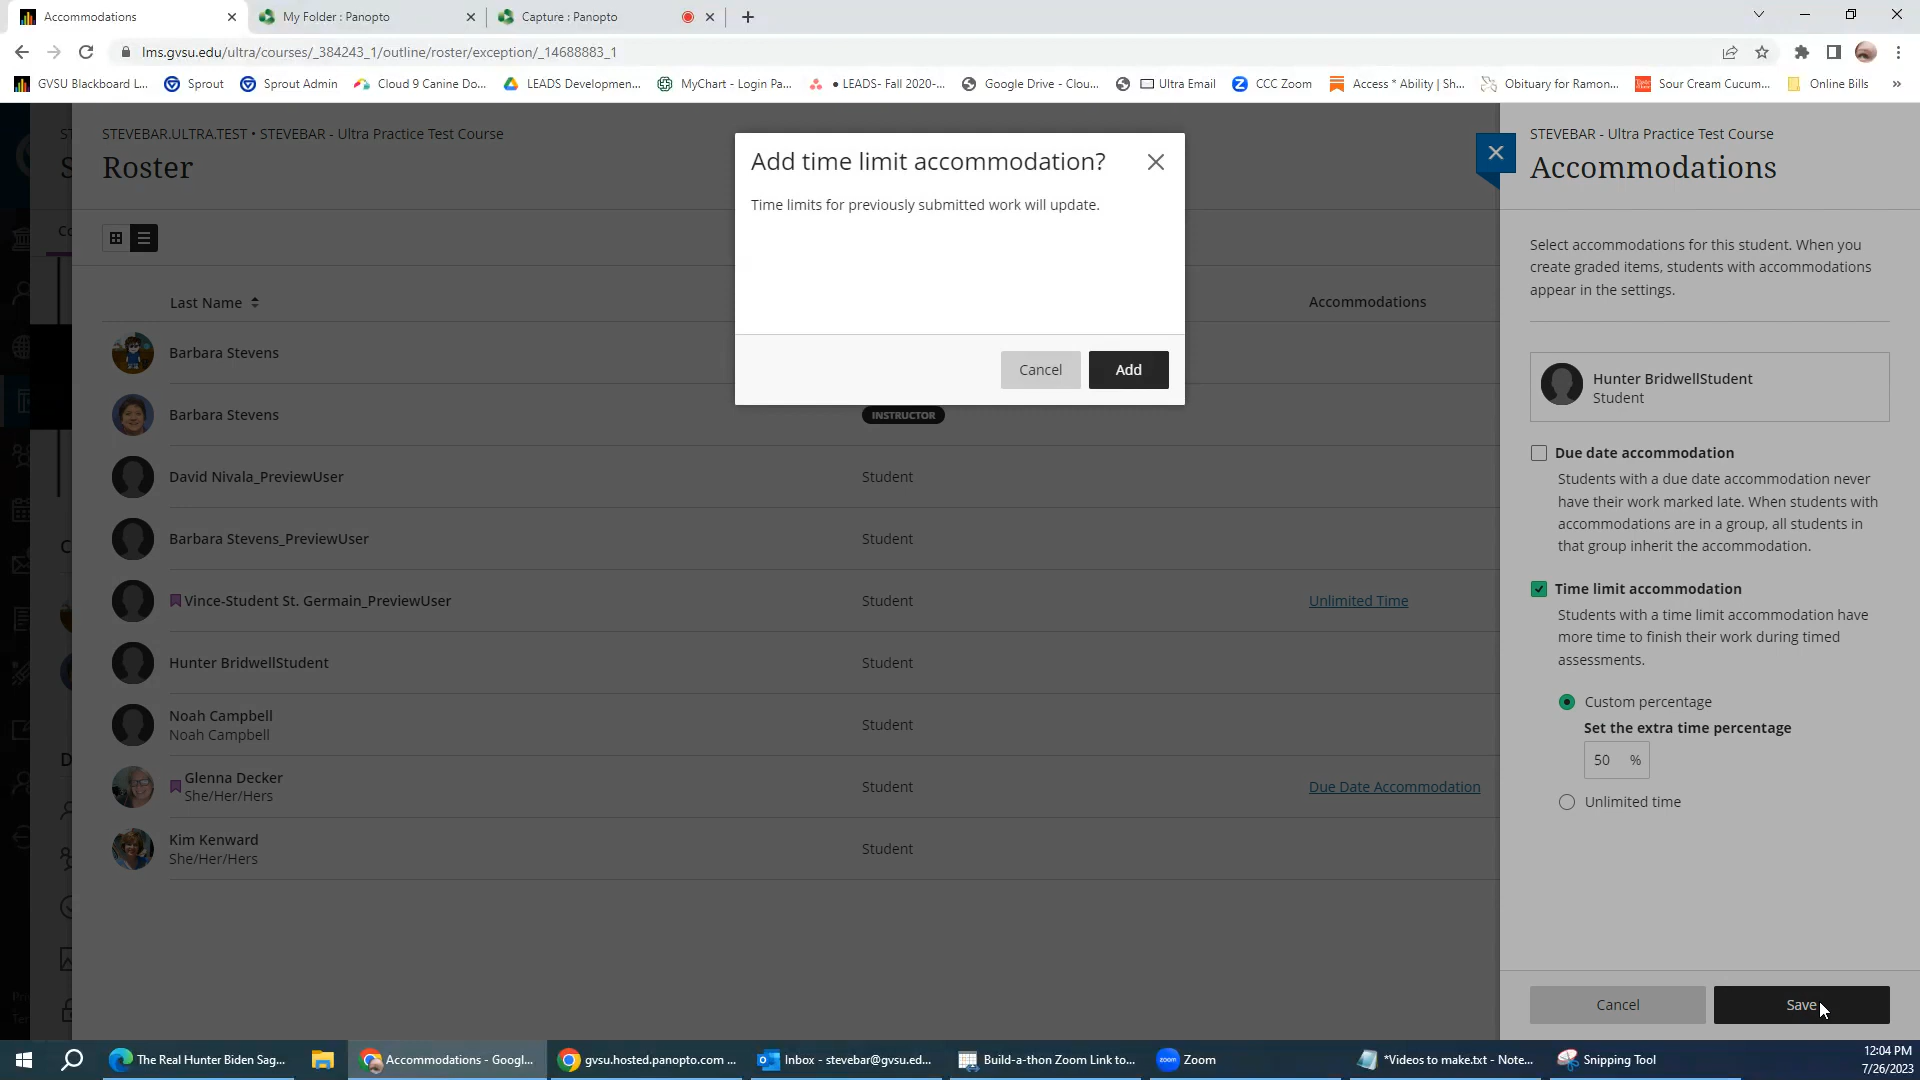 Accommodations
My Folder : Panopto
Capture : Panopto
lms.gvsu.edu/ultra/courses/_384243_1/outline/roster/exception/_14688883_1
GVSU Blackboard L...
Sprout
Sprout Admin
Cloud 9 Canine Do...
LEADS Developmen...
MyChart - Login Pa...
• LEADS- Fall 2020-...
Google Drive - Clou...
Ultra Email
CCC Zoom
Access * Ability | Sh...
Obituary for Ramon...
Sour Cream Cucum...
Online Bills
»
STEVEBAR.ULTRA.TEST • STEVEBAR - Ultra Practice Test Course
Roster
Last Name
Accommodations
Barbara Stevens
Barbara Stevens
INSTRUCTOR
David Nivala_PreviewUser
Student
Barbara Stevens_PreviewUser
Student
Vince-Student St. Germain_PreviewUser
Student
Unlimited Time
Hunter BridwellStudent
Student
Noah Campbell
Noah Campbell
Student
Glenna Decker
She/Her/Hers
Student
Due Date Accommodation
Kim Kenward
She/Her/Hers
Student
Add time limit accommodation?
Time limits for previously submitted work will update.
Cancel
Add
STEVEBAR - Ultra Practice Test Course
Accommodations
Select accommodations for this student. When you
create graded items, students with accommodations
appear in the settings.
Hunter BridwellStudent
Student
Due date accommodation
Students with a due date accommodation never
have their work marked late. When students with
accommodations are in a group, all students in
that group inherit the accommodation.
Time limit accommodation
Students with a time limit accommodation have
more time to finish their work during timed
assessments.
Custom percentage
Set the extra time percentage
50 %
Unlimited time
Cancel
Save
The Real Hunter Biden Sag...
Accommodations - Googl...
gvsu.hosted.panopto.com ...
Inbox - stevebar@gvsu.ed...
Build-a-thon Zoom Link to...
Zoom
*Videos to make.txt - Note...
Snipping Tool
12:04 PM
7/26/2023